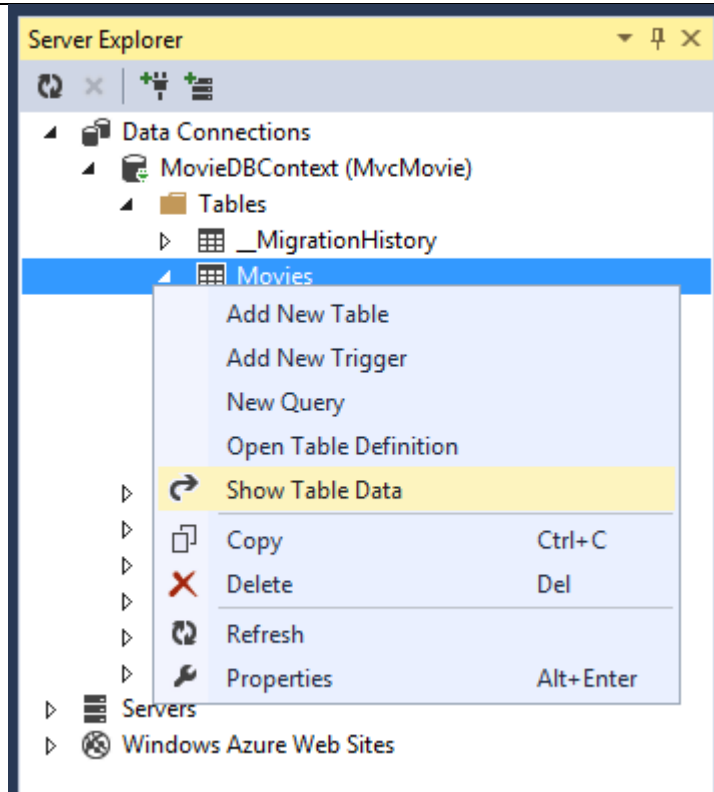 Server Explorer
Data Connections
MovieDBContext (MvcMovie)
Tables
__MigrationHistory
Movies
Add New Table
Add New Trigger
New Query
Open Table Definition
Show Table Data
Copy Ctrl+C
Delete Del
Refresh
Properties Alt+Enter
Servers
Windows Azure Web Sites